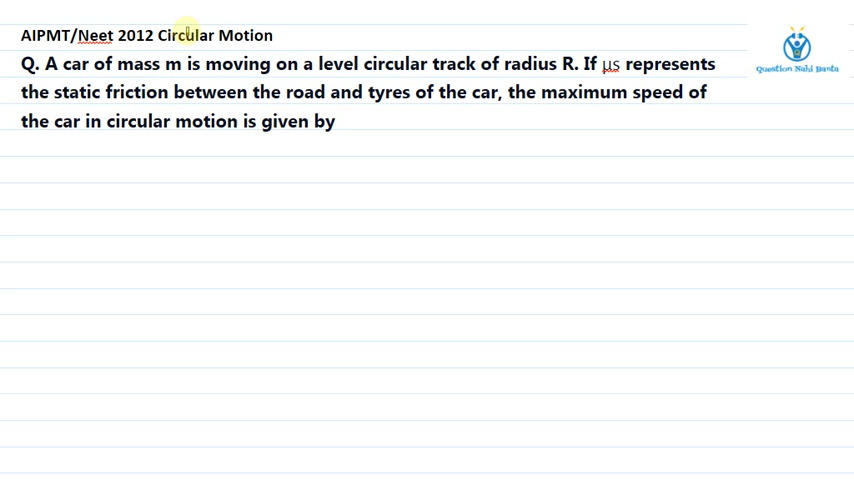 AIPMT/Neet 2012 Circular Motion
Q. A car of mass m is moving on a level circular track of radius R. If μs represents
the static friction between the road and tyres of the car, the maximum speed of
the car in circular motion is given by
Question Nahi Banta